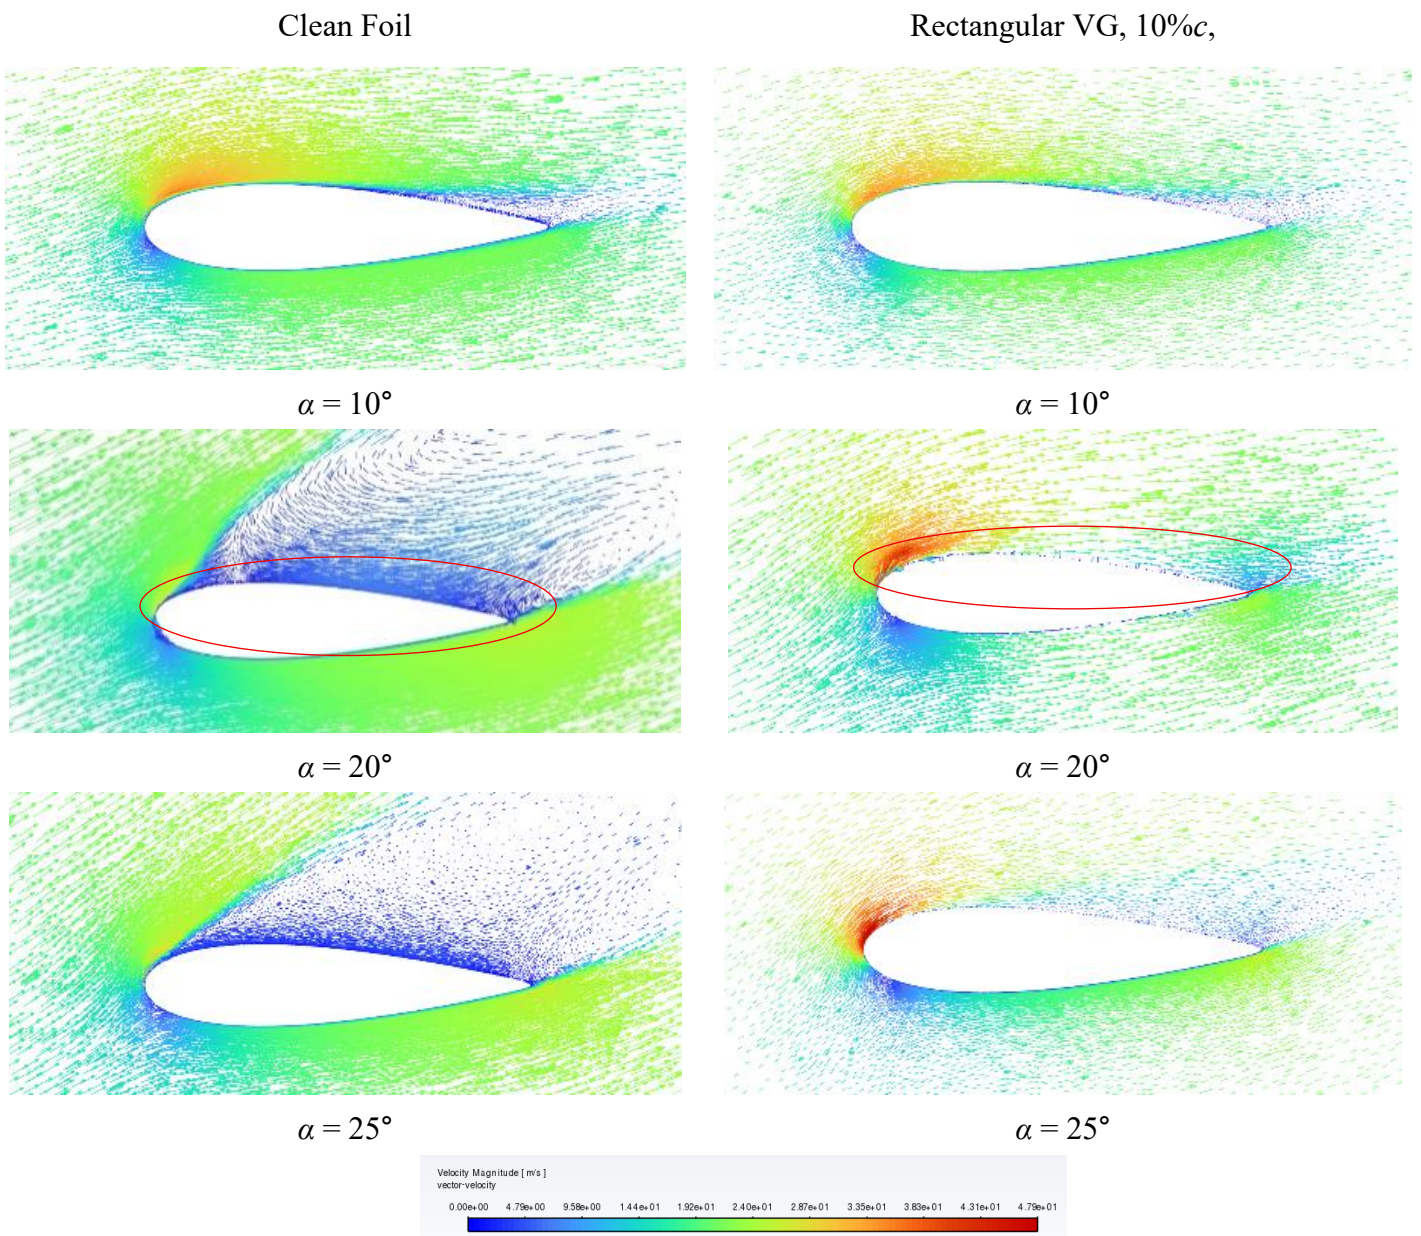 Clean Foil
Rectangular VG, 10%c,
α = 10°
α = 10°
α = 20°
α = 20°
α = 25°
α = 25°
Velocity Magnitude [ m/s ]
vector-velocity
0.00e+00 4.79e+00 9.58e+00 1.44e+01 1.92e+01 2.40e+01 2.87e+01 3.35e+01 3.83e+01 4.31e+01 4.79e+01